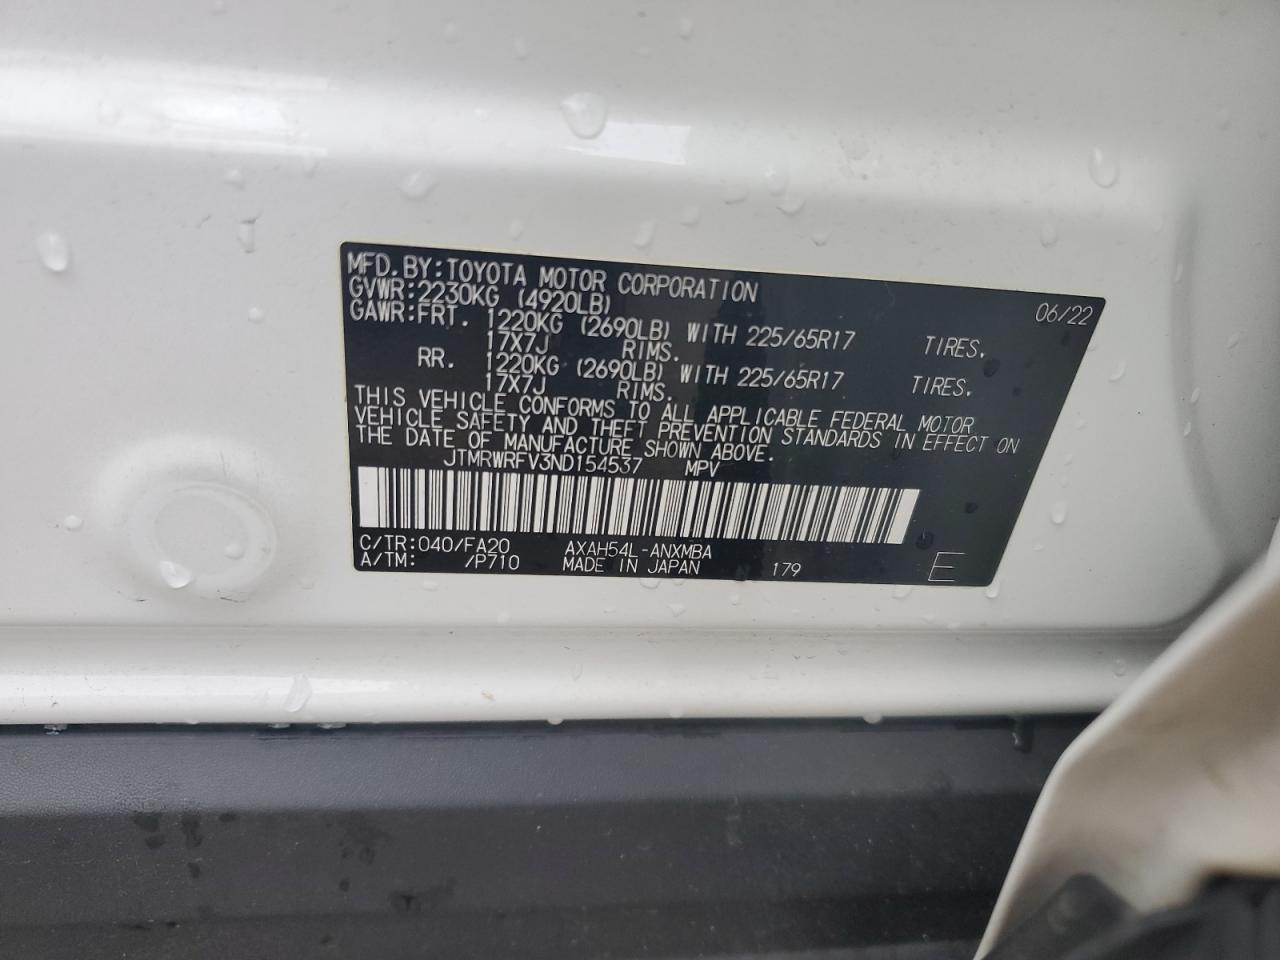 MFD.BY:TOYOTA MOTOR CORPORATION 06/22
GVWR:2230KG (4920LB)
GAWR:FRT. 1220KG (2690LB) WITH 225/65R17 TIRES.
17X7J RIMS.
RR. 1220KG (2690LB) WITH 225/65R17 TIRES.
17X7J RIMS.
THIS VEHICLE CONFORMS TO ALL APPLICABLE FEDERAL MOTOR
VEHICLE SAFETY AND THEFT PREVENTION STANDARDS IN EFFECT ON
THE DATE OF MANUFACTURE SHOWN ABOVE.
JTMRWRFV3ND154537 MPV
C/TR:040/FA20 AXAH54L-ANXMBA
A/TM: /P710 MADE IN JAPAN 179 E